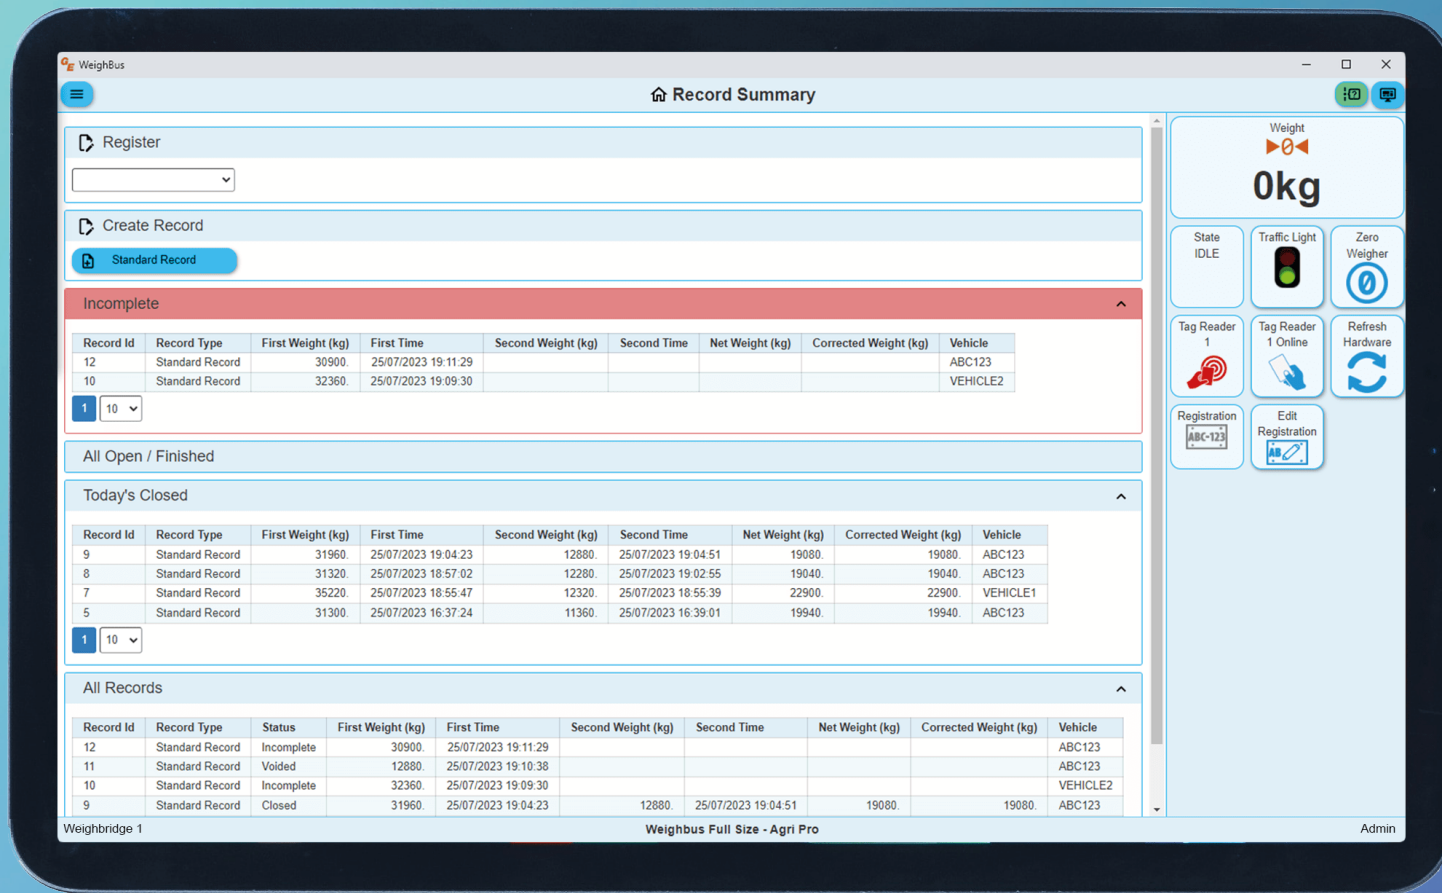 GE WeighBus
Record Summary
Register
Create Record
Standard Record
Incomplete
Record Id Record Type First Weight (kg) First Time Second Weight (kg) Second Time Net Weight (kg) Corrected Weight (kg) Vehicle
12 Standard Record 30900. 25/07/2023 19:11:29 ABC123
10 Standard Record 32360. 25/07/2023 19:09:30 VEHICLE2
1 10
All Open / Finished
Today's Closed
Record Id Record Type First Weight (kg) First Time Second Weight (kg) Second Time Net Weight (kg) Corrected Weight (kg) Vehicle
9 Standard Record 31960. 25/07/2023 19:04:23 12880. 25/07/2023 19:04:51 19080. 19080. ABC123
8 Standard Record 31320. 25/07/2023 18:57:02 12280. 25/07/2023 19:02:55 19040. 19040. ABC123
7 Standard Record 35220. 25/07/2023 18:55:47 12320. 25/07/2023 18:55:39 22900. 22900. VEHICLE1
5 Standard Record 31300. 25/07/2023 16:37:24 11360. 25/07/2023 16:39:01 19940. 19940. ABC123
1 10
All Records
Record Id Record Type Status First Weight (kg) First Time Second Weight (kg) Second Time Net Weight (kg) Corrected Weight (kg) Vehicle
12 Standard Record Incomplete 30900. 25/07/2023 19:11:29 ABC123
11 Standard Record Voided 12880. 25/07/2023 19:10:38 ABC123
10 Standard Record Incomplete 32360. 25/07/2023 19:09:30 VEHICLE2
9 Standard Record Closed 31960. 25/07/2023 19:04:23 12880. 25/07/2023 19:04:51 19080. 19080. ABC123
Weight
0
0kg
State
IDLE
Traffic Light
Zero
Weigher
0
Tag Reader
1
Tag Reader
1 Online
Refresh
Hardware
Registration
ABC-123
Edit
Registration
AB
Weighbridge 1 Weighbus Full Size - Agri Pro Admin